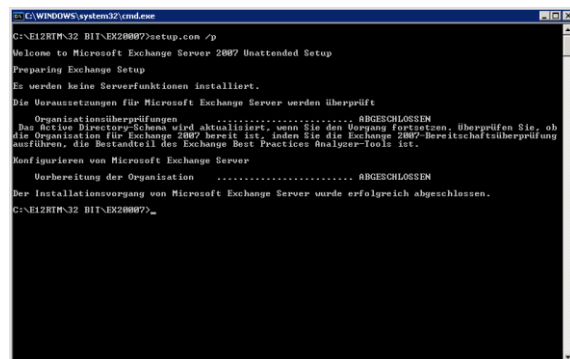 C:\WINDOWS\system32\cmd.exe
C:\E12RTM\32 BIT\EX20007>setup.com /p
Welcome to Microsoft Exchange Server 2007 Unattended Setup
Preparing Exchange Setup
Es werden keine Serverfunktionen installiert.
Die Voraussetzungen für Microsoft Exchange Server werden überprüft
Organisationsüberprüfungen ......................... ABGESCHLOSSEN
Das Active Directory-Schema wird aktualisiert, wenn Sie den Vorgang fortsetzen. Überprüfen Sie, ob
die Organisation für Exchange 2007 bereit ist, indem Sie die Exchange 2007-Bereitschaftsüberprüfung
ausführen, die Bestandteil des Exchange Best Practices Analyzer-Tools ist.
Konfigurieren von Microsoft Exchange Server
Vorbereitung der Organisation ......................... ABGESCHLOSSEN
Der Installationsvorgang von Microsoft Exchange Server wurde erfolgreich abgeschlossen.
C:\E12RTM\32 BIT\EX20007>_